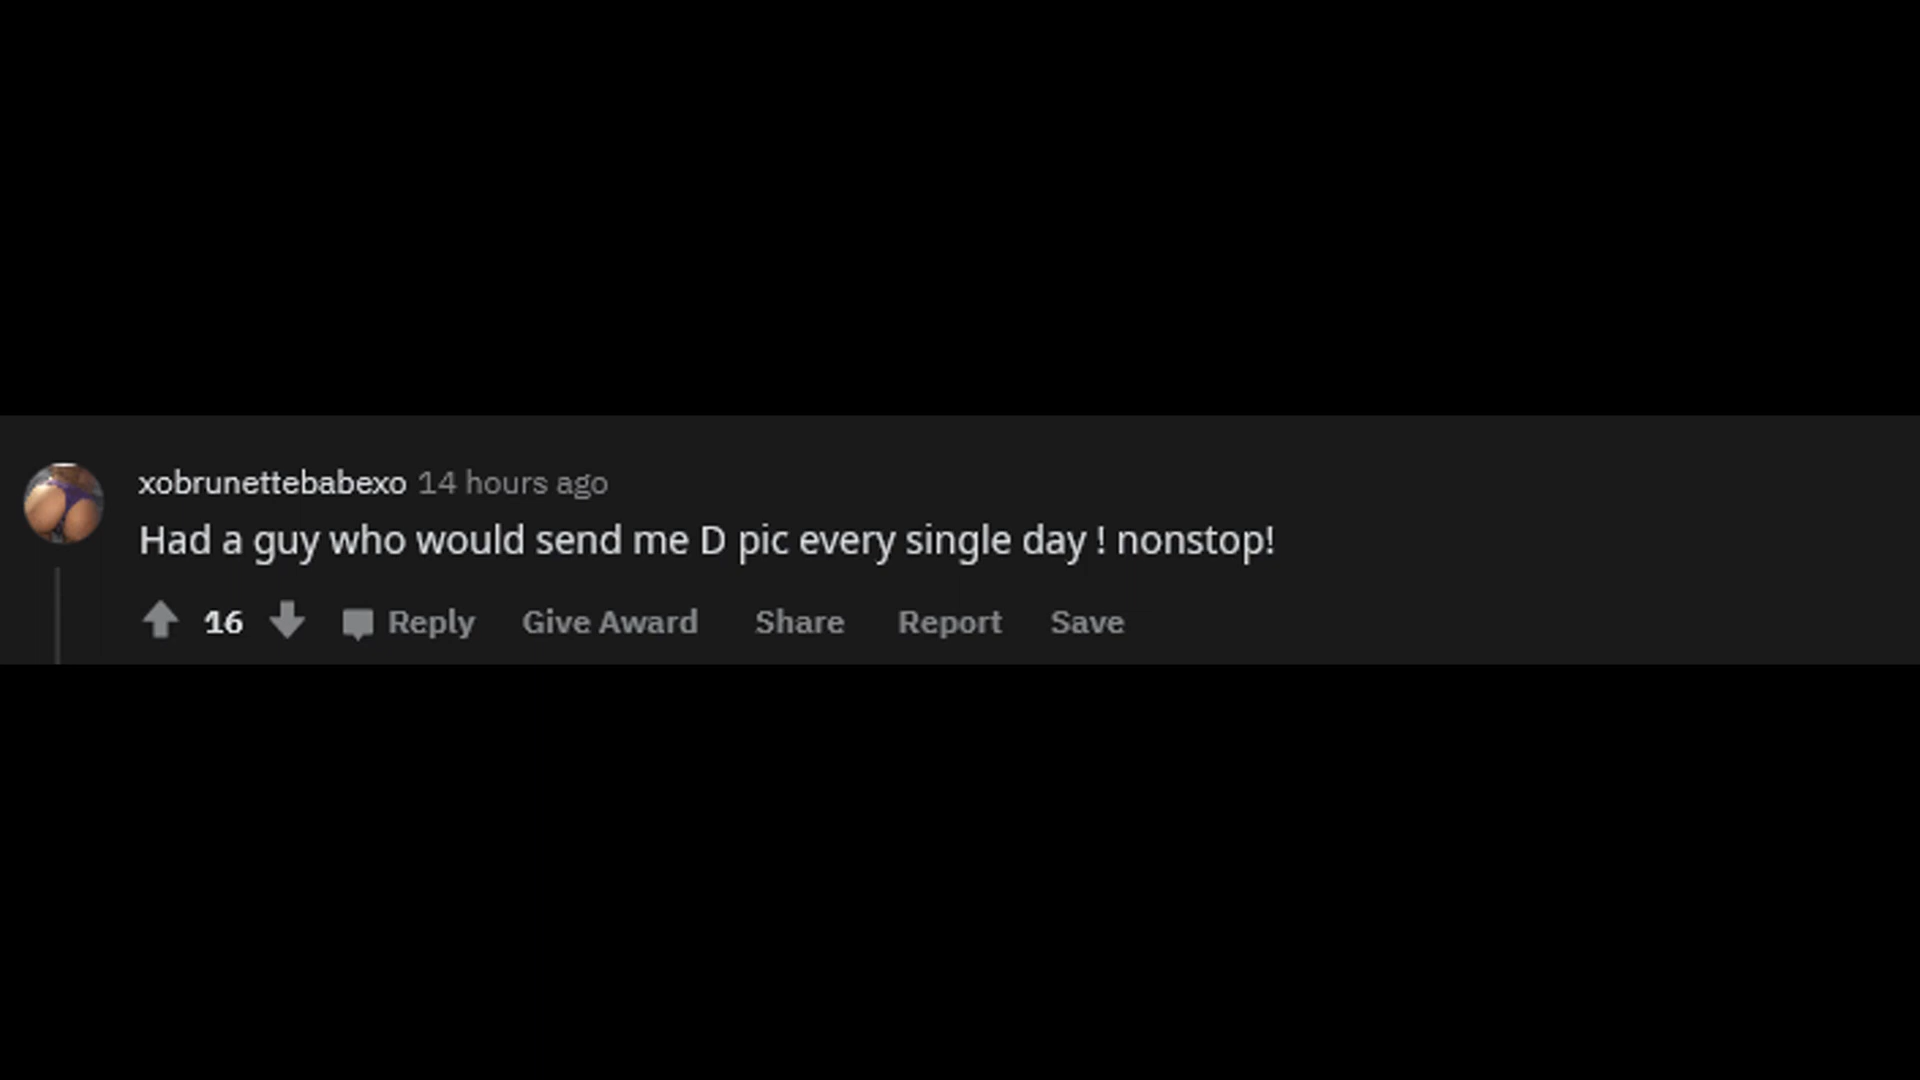 xobrunettebabexo 14 hours ago
Had a guy who would send me D pic every single day ! nonstop!
16 Reply Give Award Share Report Save